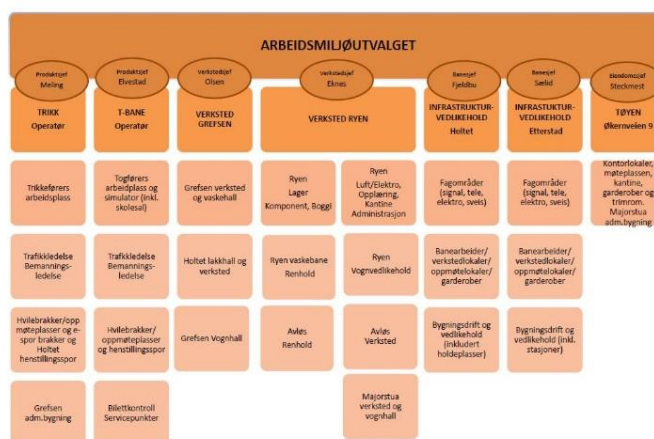 ARBEIDSMILJØUTVALGET
Produktsjef
Meling
Produktsjef
Elvestad
Verkstedsjef
Olsen
Verkstedsjef
Eknes
Banesjef
Fjeldbu
Banesjef
Sælid
Eiendomssjef
Steckmest
TRIKK
Operatør
T-BANE
Operatør
VERKSTED
GREFSEN
VERKSTED RYEN
INFRASTRUKTUR-
VEDLIKEHOLD
Holtet
INFRASTUKTUR-
VEDLIKEHOLD
Etterstad
TØYEN
Økernveien 9
Trikkeførers
arbeidsplass
Togførers
arbeidplass og
simulator (inkl.
skolesal)
Grefsen verksted
og vaskehall
Ryen
Lager
Komponent, Boggi
Ryen
Luft/Elektro,
Opplæring,
Kantine
Administrasjon
Fagområder
(signal, tele,
elektro, sveis)
Fagområder
(signal, tele,
elektro, sveis)
Kontorlokaler,
møteplassen,
kantine,
garderober og
trimrom.
Majorstua
adm.bygning
Trafikkledelse
Bemannings-
ledelse
Trafikkledelse
Bemannings-
ledelse
Holtet lakkhall og
verksted
Ryen vaskebane
Renhold
Ryen
Vognvedlikehold
Banearbeider/
verkstedlokaler/
oppmøtelokaler/
garderober
Banearbeider/
verkstedlokaler
/oppmøtelokaler/
garderober
Hvilebrakker/opp
møteplasser og e-
spor brakker og
Holtet
henstillingsspor
Hvilebrakker/
oppmøteplasser
og henstillingsspor
Grefsen Vognhall
Avløs
Renhold
Avløs
Verksted
Bygningsdrift og
vedlikehold
(inkludert
holdeplasser)
Bygningsdrift og
vedlikehold (inkl.
stasjoner)
Grefsen
adm.bygning
Bilettkontroll
Servicepunkter
Majorstua
verksted og
vognhall